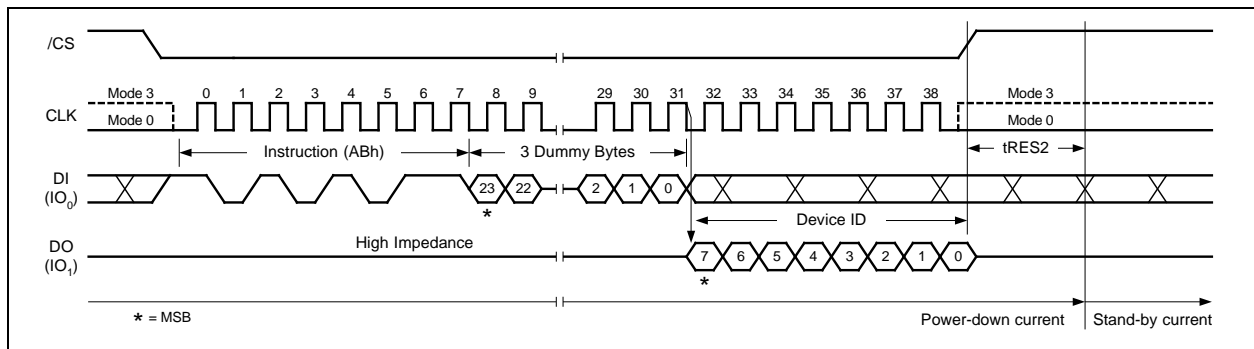 /CS
Mode 3 0 1 2 3 4 5 6 7 8 9 29 30 31 32 33 34 35 36 37 38 Mode 3
CLK
Mode 0 Mode 0
Instruction (ABh) 3 Dummy Bytes tRES2
DI
(IO0) 23 22 2 1 0
*
Device ID
High Impedance
DO
(IO1) 7 6 5 4 3 2 1 0
*
* = MSB
Power-down current Stand-by current